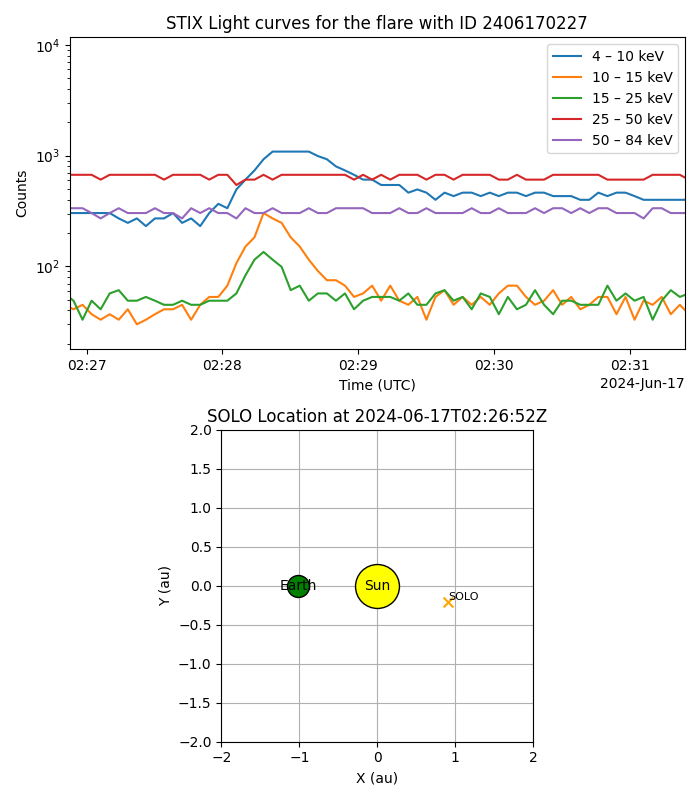 STIX Light curves for the flare with ID 2406170227
10⁴
10³
10²
Counts
4 – 10 keV
10 – 15 keV
15 – 25 keV
25 – 50 keV
50 – 84 keV
02:27 02:28 02:29 02:30 02:31
Time (UTC)
2024-Jun-17
SOLO Location at 2024-06-17T02:26:52Z
2.0
1.5
1.0
0.5
0.0
−0.5
−1.0
−1.5
−2.0
Y (au)
Earth
Sun
SOLO
−2 −1 0 1 2
X (au)